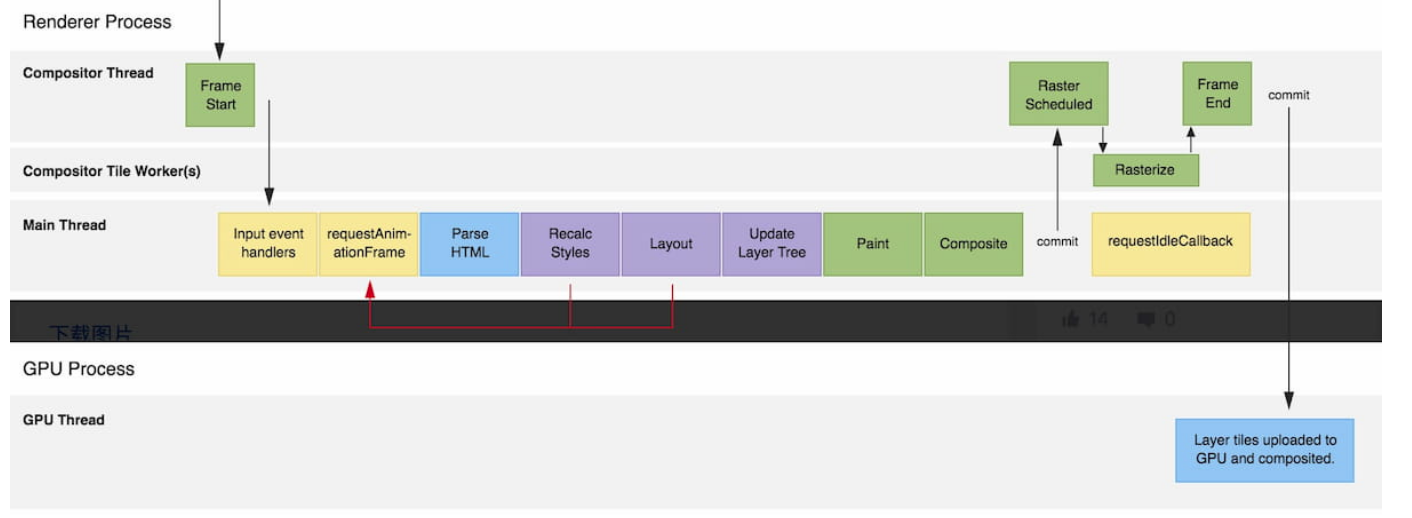 Renderer Process
Compositor Thread
Frame
Start
Raster
Scheduled
Frame
End
commit
Compositor Tile Worker(s)
Rasterize
Main Thread
Input event
handlers
requestAnim-
ationFrame
Parse
HTML
Recalc
Styles
Layout
Update
Layer Tree
Paint
Composite
commit
requestIdleCallback
下载图片
14
0
GPU Process
GPU Thread
Layer tiles uploaded to
GPU and composited.